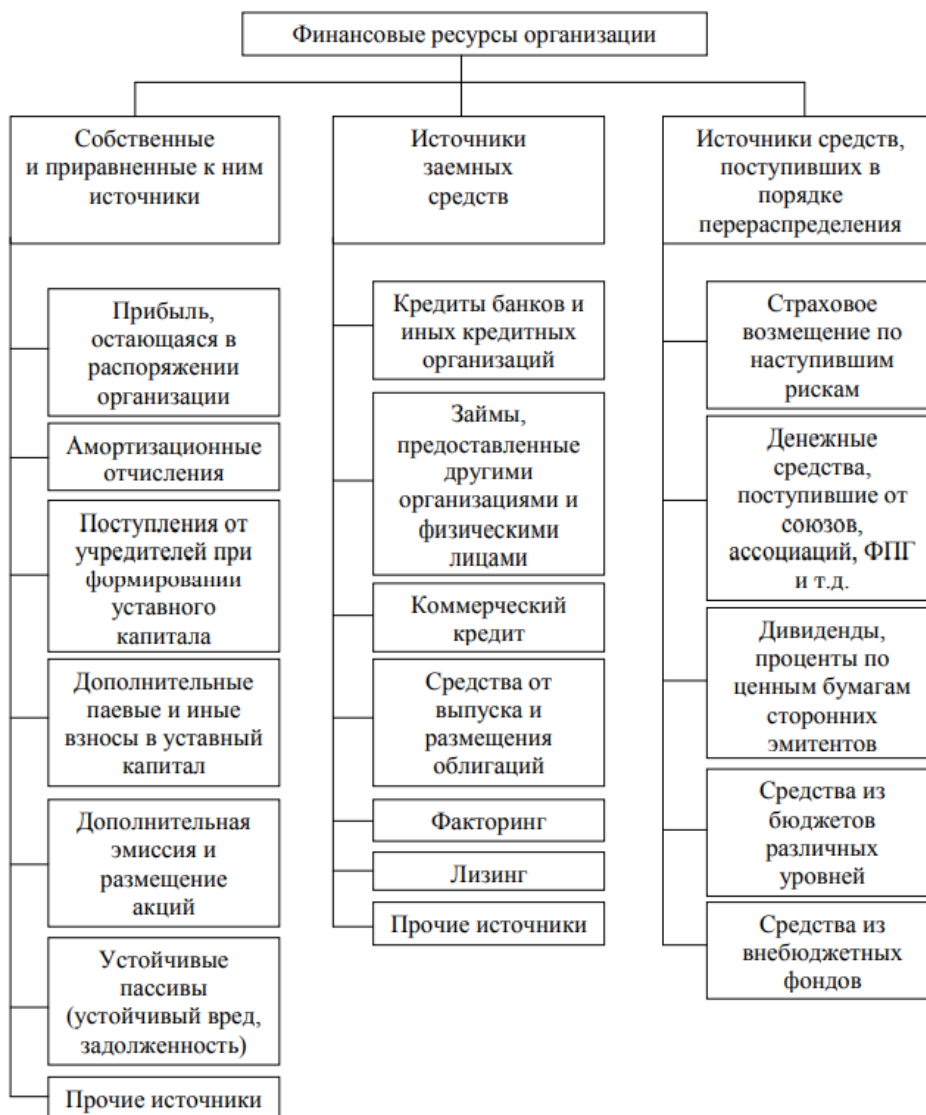 Финансовые ресурсы организации
Собственные
и приравненные к ним
источники
Прибыль,
остающаяся в
распоряжении
организации
Амортизационные
отчисления
Поступления от
учредителей при
формировании
уставного
капитала
Дополнительные
паевые и иные
взносы в уставный
капитал
Дополнительная
эмиссия и
размещение
акций
Устойчивые
пассивы
(устойчивый вред,
задолженность)
Прочие источники
Источники
заемных
средств
Кредиты банков и
иных кредитных
организаций
Займы,
предоставленные
другими
организациями и
физическими
лицами
Коммерческий
кредит
Средства от
выпуска и
размещения
облигаций
Факторинг
Лизинг
Прочие источники
Источники средств,
поступивших в
порядке
перераспределения
Страховое
возмещение по
наступившим
рискам
Денежные
средства,
поступившие от
союзов,
ассоциаций, ФПГ
и т.д.
Дивиденды,
проценты по
ценным бумагам
сторонних
эмитентов
Средства из
бюджетов
различных
уровней
Средства из
внебюджетных
фондов